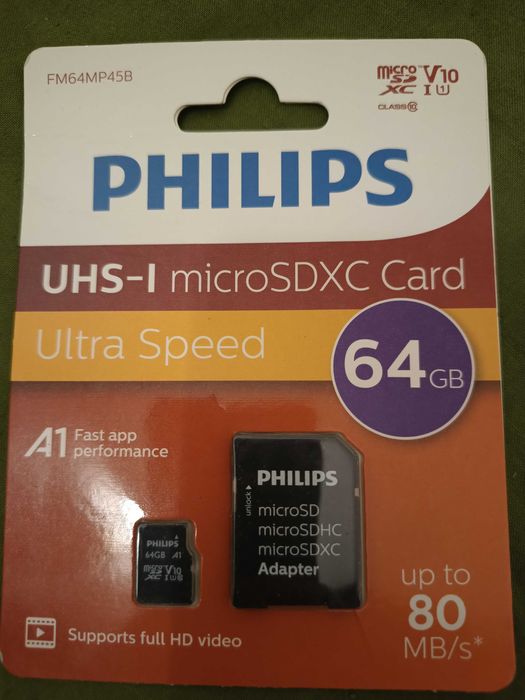 FM64MP45B
micro SD XC V10 I U1
CLASS 10
PHILIPS
UHS-I microSDXC Card
Ultra Speed
64GB
A1 Fast app
performance
PHILIPS
unlock
microSD
microSDHC
microSDXC
Adapter
PHILIPS
64GB A1
micro SD XC V10 I U1
up to
80
MB/s*
Supports full HD video